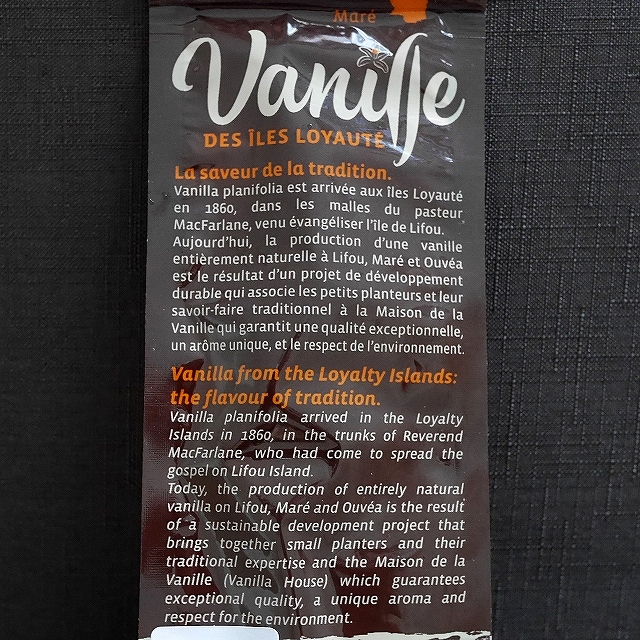 Maré
Vanille
DES ÎLES LOYAUTÉ
La saveur de la tradition.
Vanilla planifolia est arrivée aux îles Loyauté
en 1860, dans les malles du pasteur
MacFarlane, venu évangéliser l'île de Lifou.
Aujourd'hui, la production d'une vanille
entièrement naturelle à Lifou, Maré et Ouvéa
est le résultat d'un projet de développement
durable qui associe les petits planteurs et leur
savoir-faire traditionnel à la Maison de la
Vanille qui garantit une qualité exceptionnelle,
un arôme unique, et le respect de l'environnement.
Vanilla from the Loyalty Islands:
the flavour of tradition.
Vanilla planifolia arrived in the Loyalty
Islands in 1860, in the trunks of Reverend
MacFarlane, who had come to spread the
gospel on Lifou Island.
Today, the production of entirely natural
vanilla on Lifou, Maré and Ouvéa is the result
of a sustainable development project that
brings together small planters and their
traditional expertise and the Maison de la
Vanille (Vanilla House) which guarantees
exceptional quality, a unique aroma and
respect for the environment.